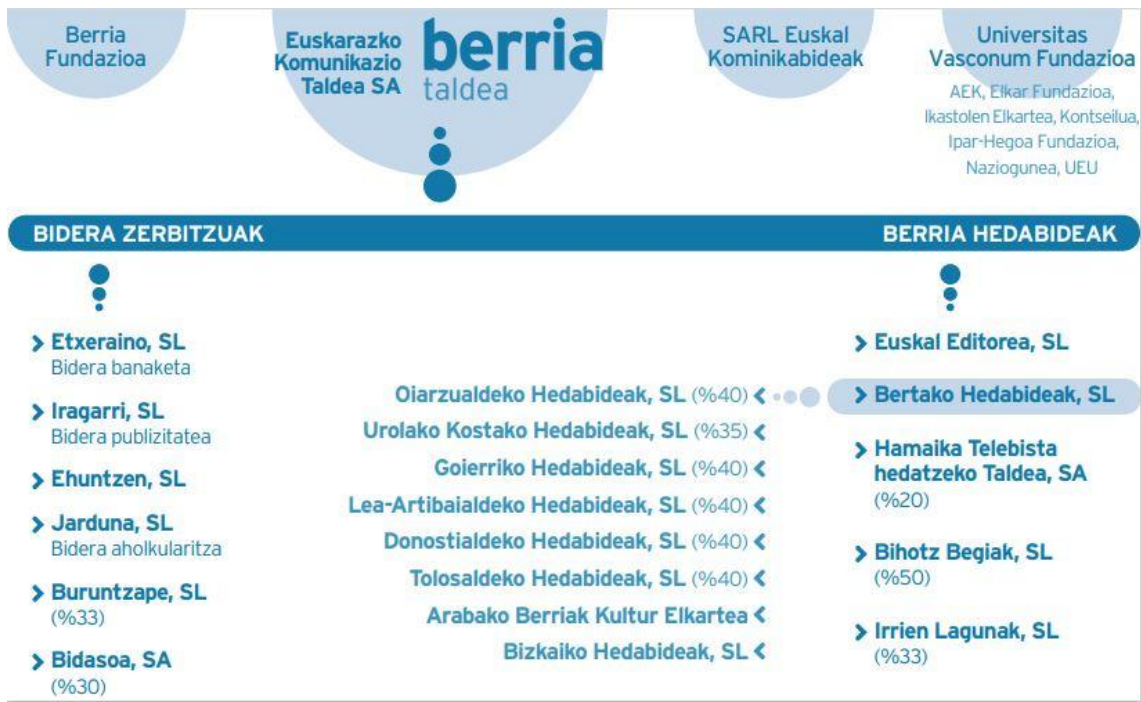 Berria
Fundazioa
Euskarazko
Komunikazio
Taldea SA
berria
taldea
SARL Euskal
Kominikabideak
Universitas
Vasconum Fundazioa
AEK, Elkar Fundazioa,
Ikastolen Elkartea, Kontseilua,
Ipar-Hegoa Fundazioa,
Naziogunea, UEU
BIDERA ZERBITZUAK
BERRIA HEDABIDEAK
Etxeraino, SL
Bidera banaketa
Iragarri, SL
Bidera publizitatea
Ehuntzen, SL
Jarduna, SL
Bidera aholkularitza
Buruntzape, SL
(%33)
Bidasoa, SA
(%30)
Oiarzualdeko Hedabideak, SL (%40)
Urolako Kostako Hedabideak, SL (%35)
Goierriko Hedabideak, SL (%40)
Lea-Artibaialdeko Hedabideak, SL (%40)
Donostialdeko Hedabideak, SL (%40)
Tolosaldeko Hedabideak, SL (%40)
Arabako Berriak Kultur Elkartea
Bizkaiko Hedabideak, SL
Euskal Editorea, SL
Bertako Hedabideak, SL
Hamaika Telebista
hedatzeko Taldea, SA
(%20)
Bihotz Begiak, SL
(%50)
Irrien Lagunak, SL
(%33)